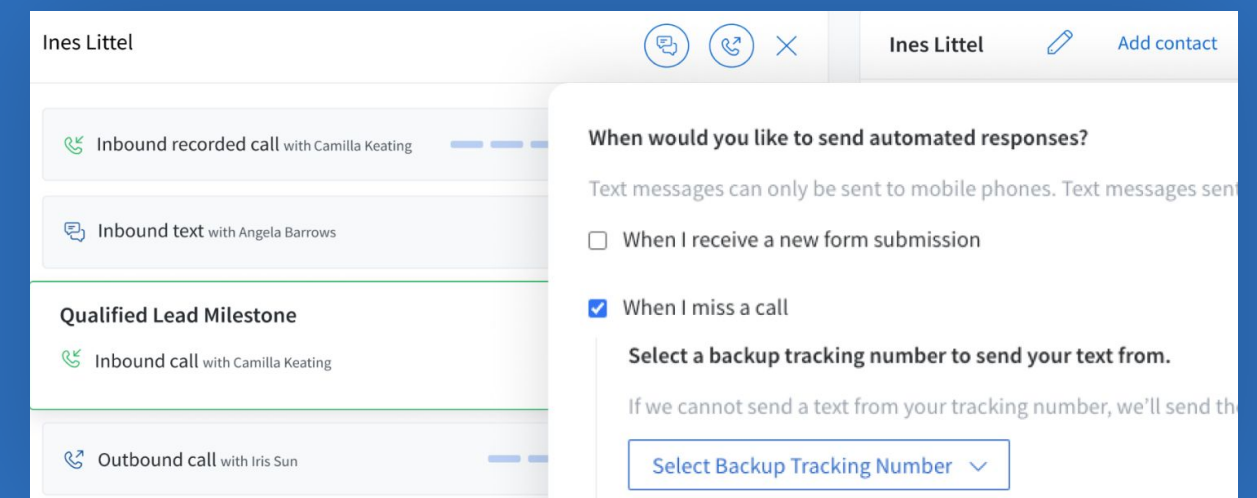 Ines Littel
Inbound recorded call with Camilla Keating
Inbound text with Angela Barrows
Qualified Lead Milestone
Inbound call with Camilla Keating
Outbound call with Iris Sun
Ines Littel
Add contact
When would you like to send automated responses?
Text messages can only be sent to mobile phones. Text messages sent
When I receive a new form submission
When I miss a call
Select a backup tracking number to send your text from.
If we cannot send a text from your tracking number, we'll send the
Select Backup Tracking Number